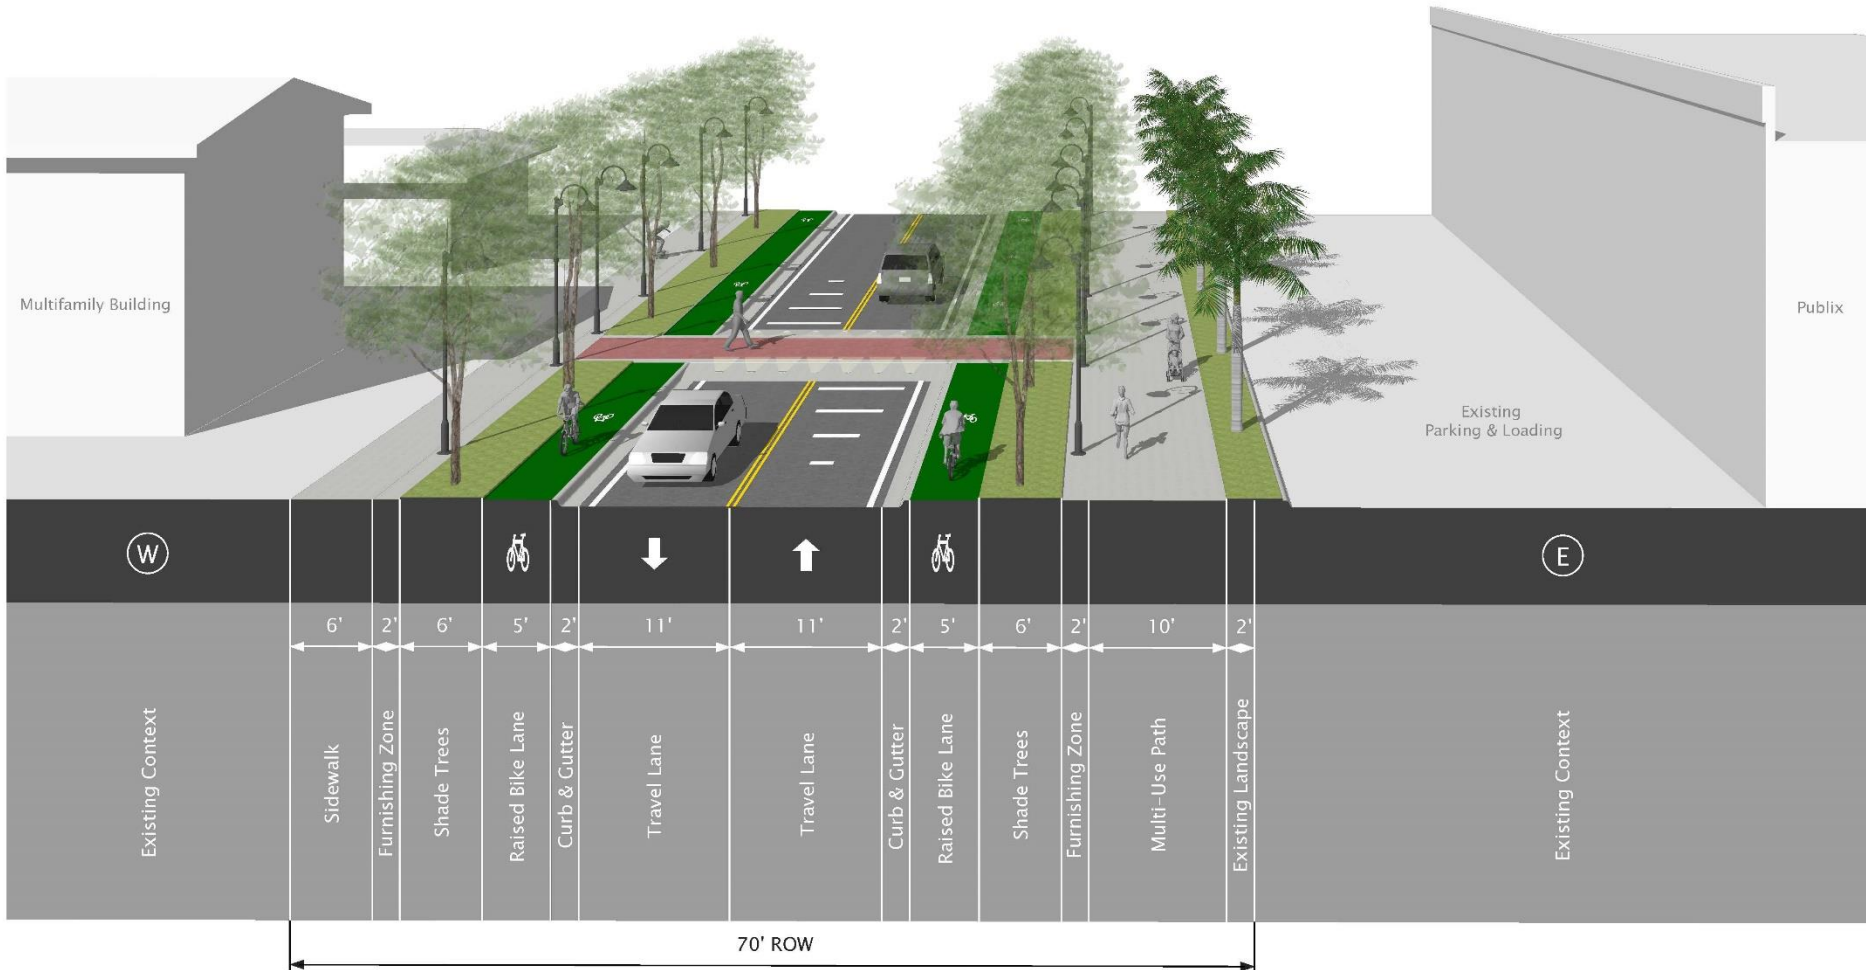 Multifamily Building
Publix
Existing
Parking & Loading
W
E
6' 2' 6' 5' 2' 11' 11' 2' 5' 6' 2' 10' 2'
Existing Context
Sidewalk
Furnishing Zone
Shade Trees
Raised Bike Lane
Curb & Gutter
Travel Lane
Travel Lane
Curb & Gutter
Raised Bike Lane
Shade Trees
Furnishing Zone
Multi-Use Path
Existing Landscape
Existing Context
70' ROW